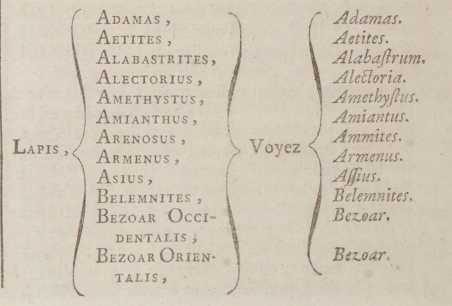 ADAMAS, Adamas.
AETITES, Aetites.
ALABASTRITES, Alabaſtrum.
ALECTORIUS, Alectoria.
AMETHYSTUS, Amethyſtus.
AMIANTHUS, Amiantus.
ARENOSUS, Ammites.
LAPIS, ARMENUS, Voyez Armenus.
ASIUS, Aſſius.
BELEMNITES, Belemnites.
BEZOAR OCCI- Bezoar.
DENTALIS;
BEZOAR ORIEN- Bezoar.
TALIS,